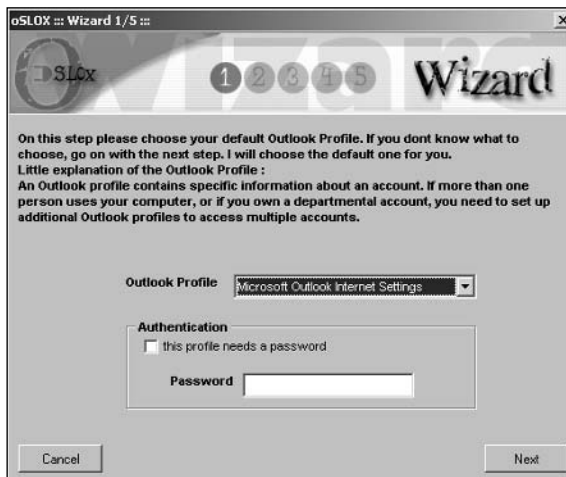 oSLOX ::: Wizard 1/5 :::
OSLOX
1 2 3 4 5
Wizard
On this step please choose your default Outlook Profile. If you dont know what to
choose, go on with the next step. I will choose the default one for you.
Little explanation of the Outlook Profile :
An Outlook profile contains specific information about an account. If more than one
person uses your computer, or if you own a departmental account, you need to set up
additional Outlook profiles to access multiple accounts.
Outlook Profile Microsoft Outlook Internet Settings
Authentication
this profile needs a password
Password
Cancel Next